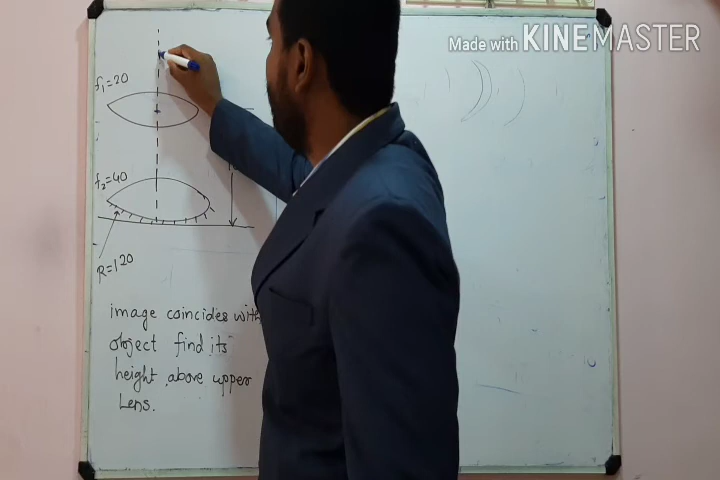 Made with KINEMASTER
f₁=20
f₂=40
R=120
image coincides with
object find its
height above upper
Lens.